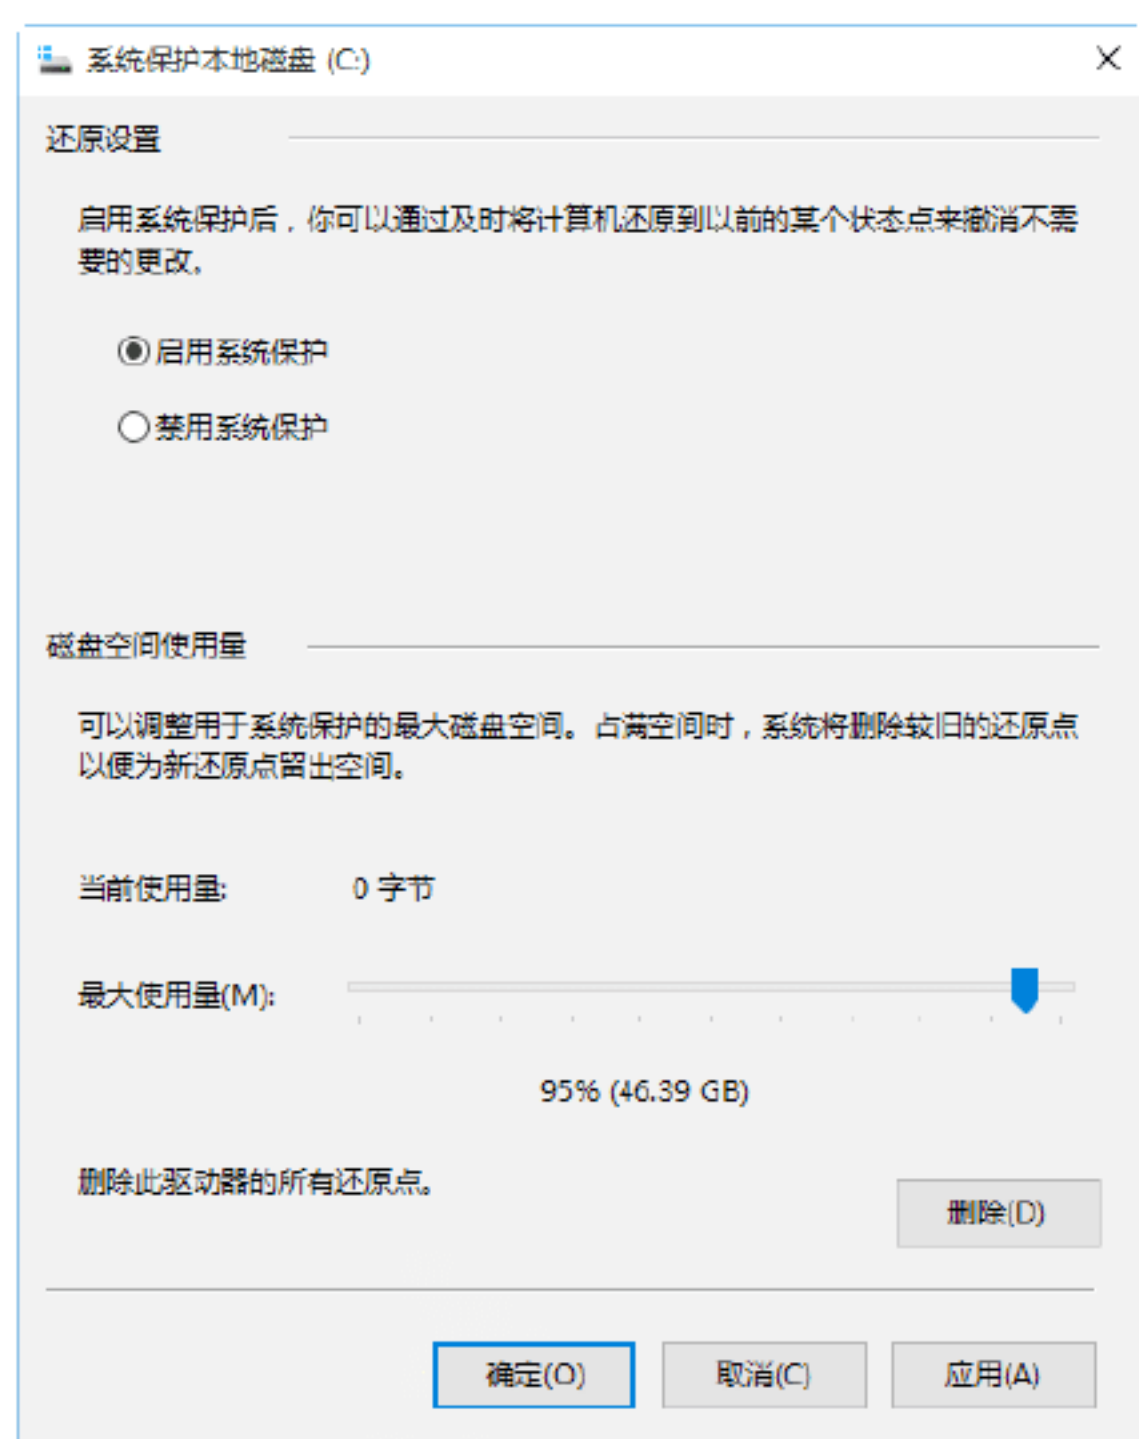 系统保护本地磁盘 (C:)
还原设置
启用系统保护后，你可以通过及时将计算机还原到以前的某个状态点来撤消不需
要的更改。
启用系统保护
禁用系统保护
磁盘空间使用量
可以调整用于系统保护的最大磁盘空间。占满空间时，系统将删除较旧的还原点
以便为新还原点留出空间。
当前使用量: 0 字节
最大使用量(M):
95% (46.39 GB)
删除此驱动器的所有还原点。
删除(D)
确定(O) 取消(C) 应用(A)